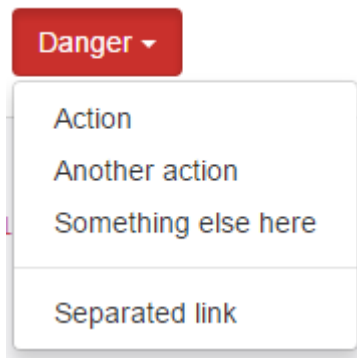 Danger
Action
Another action
Something else here
Separated link